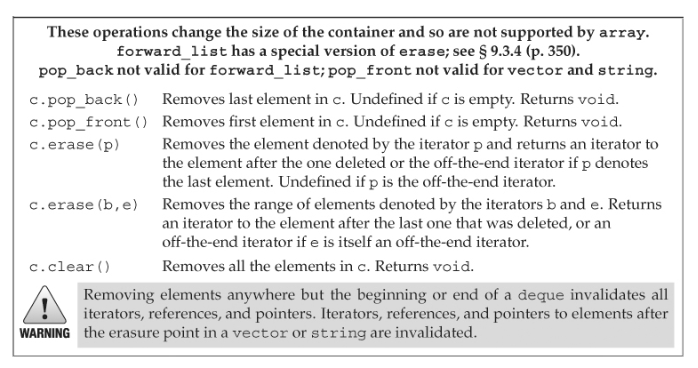 These operations change the size of the container and so are not supported by array.
forward_list has a special version of erase; see § 9.3.4 (p. 350).
pop_back not valid for forward_list; pop_front not valid for vector and string.
c.pop_back() Removes last element in c. Undefined if c is empty. Returns void.
c.pop_front() Removes first element in c. Undefined if c is empty. Returns void.
c.erase(p) Removes the element denoted by the iterator p and returns an iterator to
the element after the one deleted or the off-the-end iterator if p denotes
the last element. Undefined if p is the off-the-end iterator.
c.erase(b,e) Removes the range of elements denoted by the iterators b and e. Returns
an iterator to the element after the last one that was deleted, or an
off-the-end iterator if e is itself an off-the-end iterator.
c.clear() Removes all the elements in c. Returns void.
Removing elements anywhere but the beginning or end of a deque invalidates all
iterators, references, and pointers. Iterators, references, and pointers to elements after
WARNING the erasure point in a vector or string are invalidated.